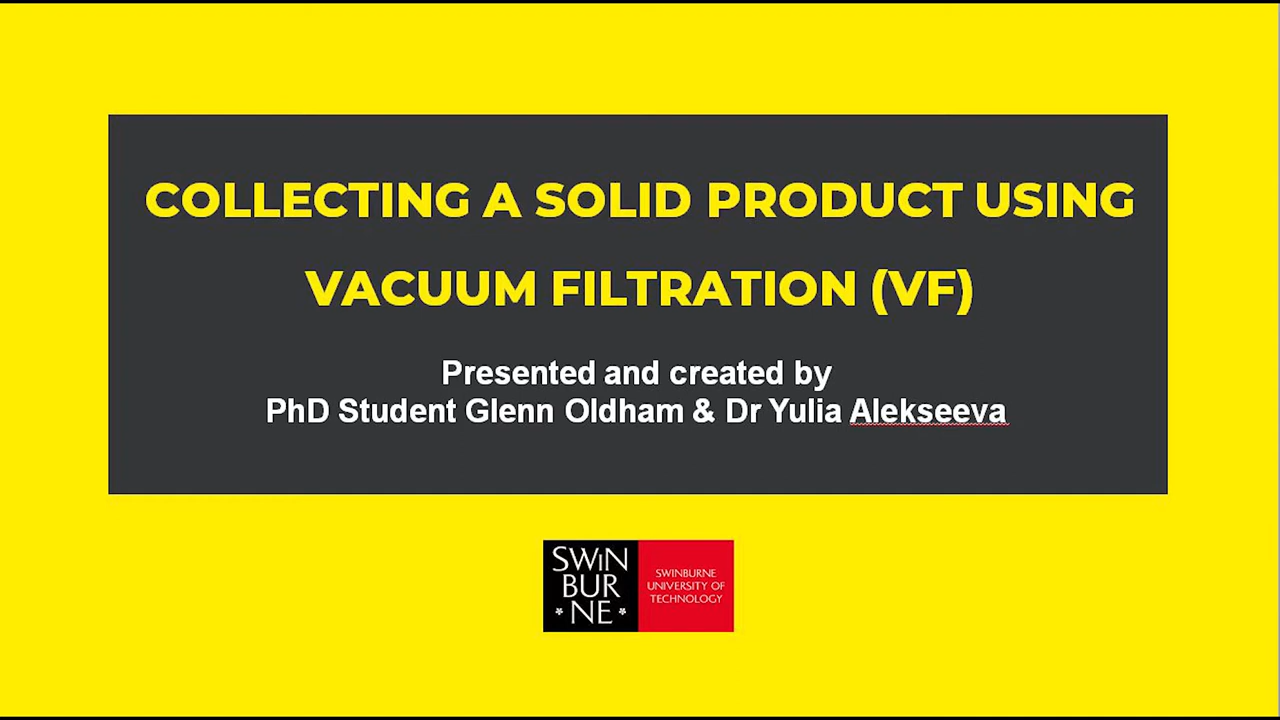 COLLECTING A SOLID PRODUCT USING
VACUUM FILTRATION (VF)
Presented and created by
PhD Student Glenn Oldham & Dr Yulia Alekseeva
SWiN
BUR
NE
SWINBURNE
UNIVERSITY OF
TECHNOLOGY